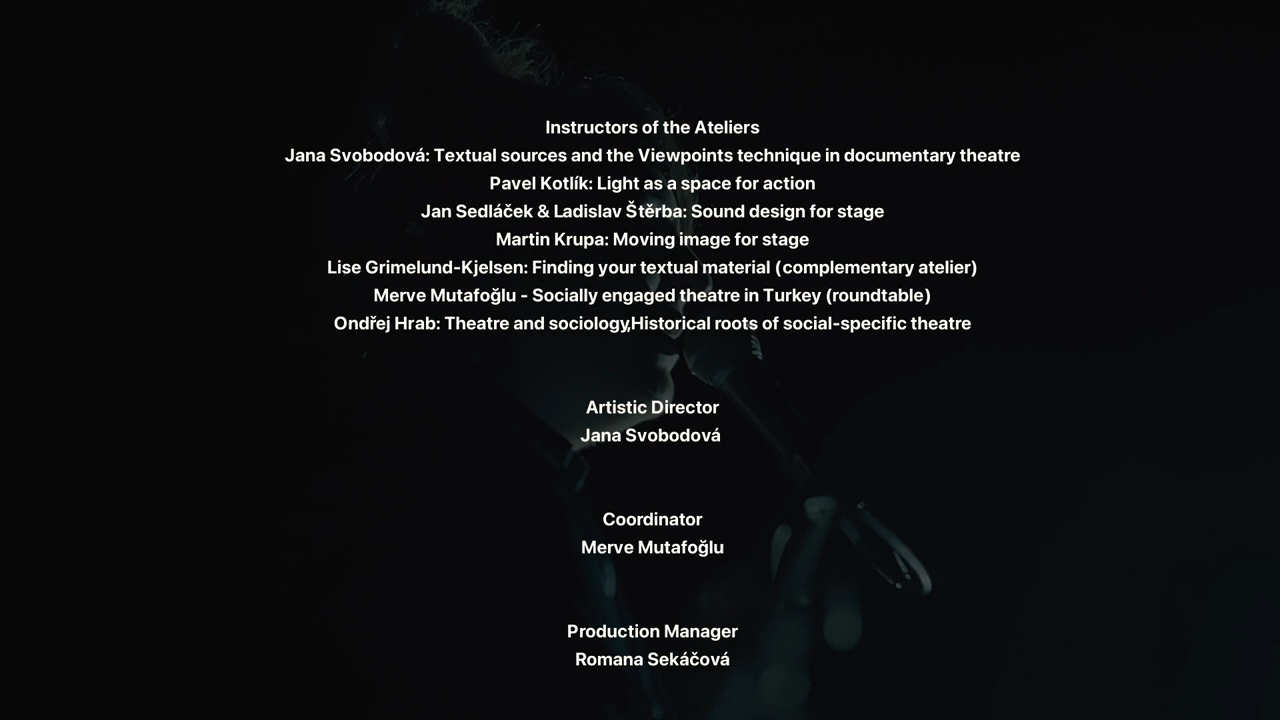 Instructors of the Ateliers
Jana Svobodová: Textual sources and the Viewpoints technique in documentary theatre
Pavel Kotlík: Light as a space for action
Jan Sedláček & Ladislav Štěrba: Sound design for stage
Martin Krupa: Moving image for stage
Lise Grimelund-Kjelsen: Finding your textual material (complementary atelier)
Merve Mutafoğlu - Socially engaged theatre in Turkey (roundtable)
Ondřej Hrab: Theatre and sociology,Historical roots of social-specific theatre
Artistic Director
Jana Svobodová
Coordinator
Merve Mutafoğlu
Production Manager
Romana Sekáčová